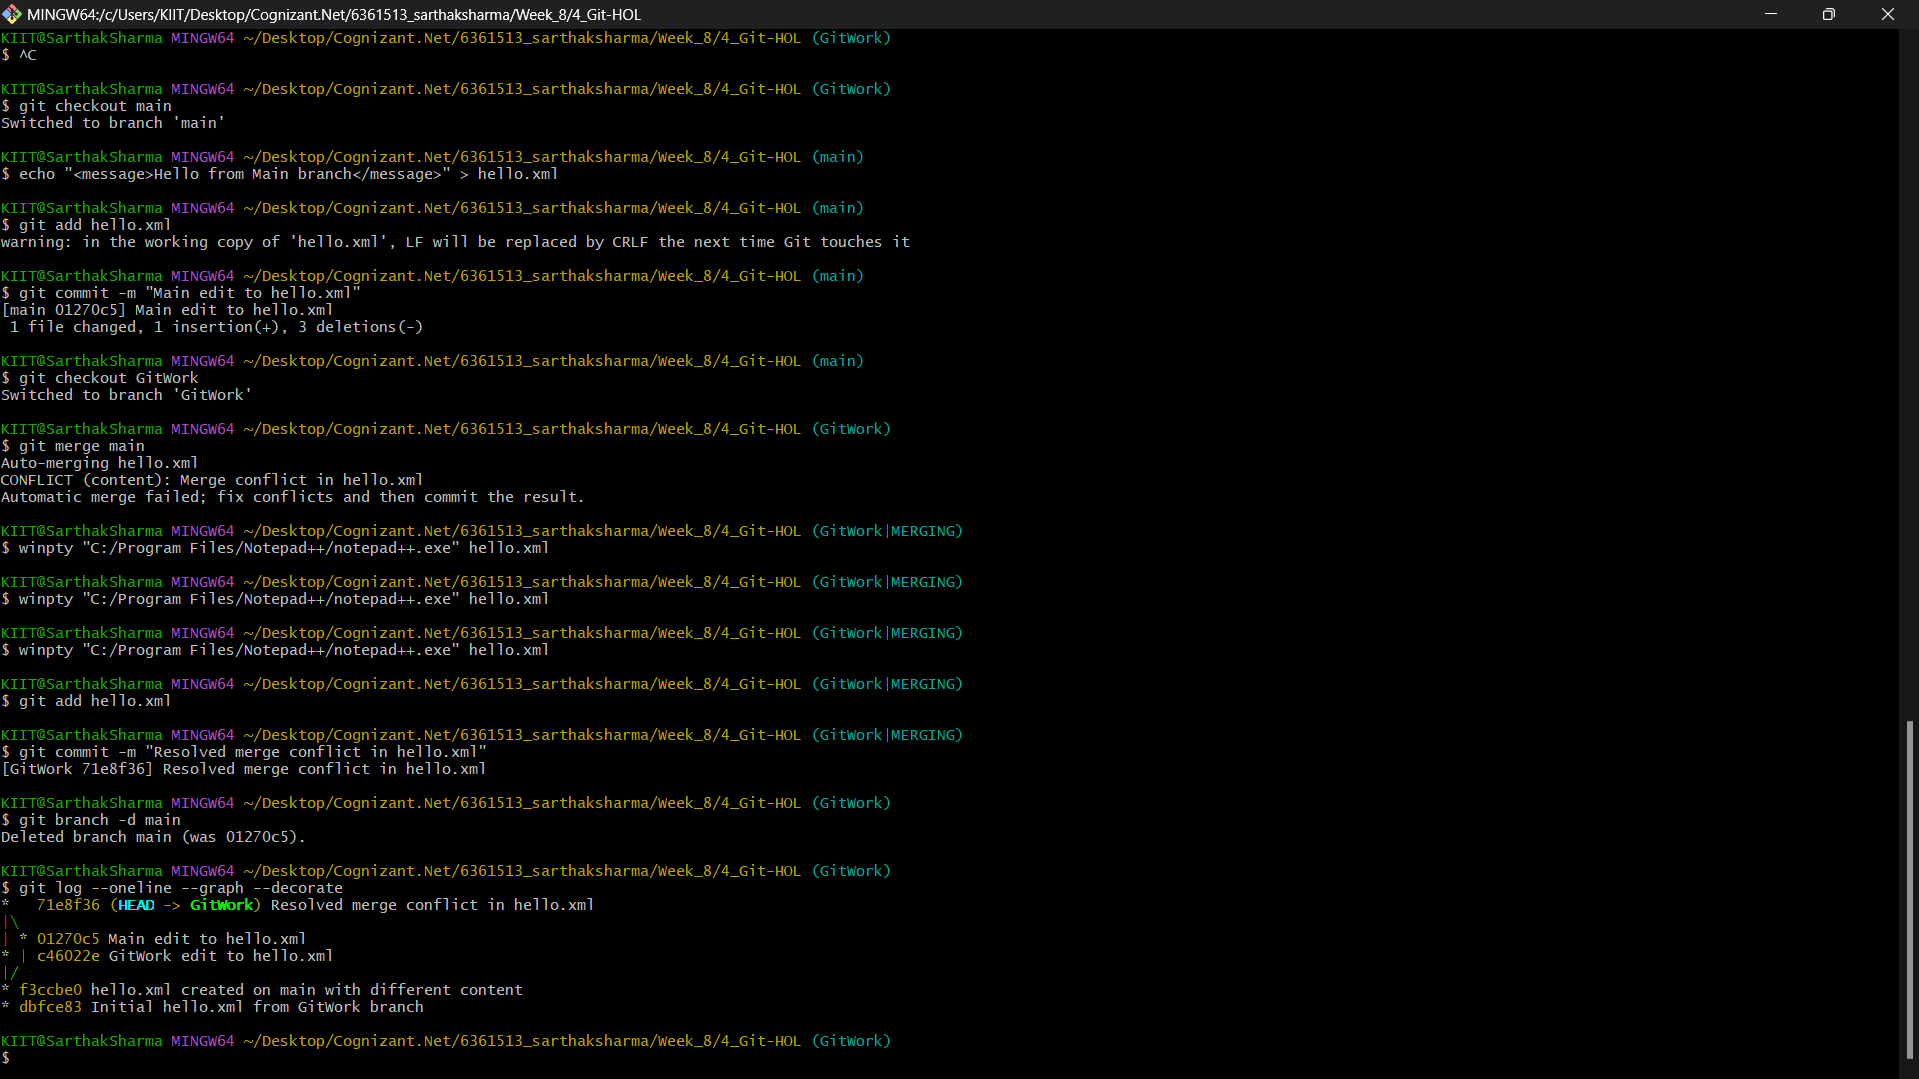 MINGW64:/c/Users/KIIT/Desktop/Cognizant.Net/6361513_sarthaksharma/Week_8/4_Git-HOL
KIIT@SarthakSharma MINGW64 ~/Desktop/Cognizant.Net/6361513_sarthaksharma/Week_8/4_Git-HOL (GitWork)
$ ^C
KIIT@SarthakSharma MINGW64 ~/Desktop/Cognizant.Net/6361513_sarthaksharma/Week_8/4_Git-HOL (GitWork)
$ git checkout main
Switched to branch 'main'
KIIT@SarthakSharma MINGW64 ~/Desktop/Cognizant.Net/6361513_sarthaksharma/Week_8/4_Git-HOL (main)
$ echo "<message>Hello from Main branch</message>" > hello.xml
KIIT@SarthakSharma MINGW64 ~/Desktop/Cognizant.Net/6361513_sarthaksharma/Week_8/4_Git-HOL (main)
$ git add hello.xml
warning: in the working copy of 'hello.xml', LF will be replaced by CRLF the next time Git touches it
KIIT@SarthakSharma MINGW64 ~/Desktop/Cognizant.Net/6361513_sarthaksharma/Week_8/4_Git-HOL (main)
$ git commit -m "Main edit to hello.xml"
[main 01270c5] Main edit to hello.xml
 1 file changed, 1 insertion(+), 3 deletions(-)
KIIT@SarthakSharma MINGW64 ~/Desktop/Cognizant.Net/6361513_sarthaksharma/Week_8/4_Git-HOL (main)
$ git checkout GitWork
Switched to branch 'GitWork'
KIIT@SarthakSharma MINGW64 ~/Desktop/Cognizant.Net/6361513_sarthaksharma/Week_8/4_Git-HOL (GitWork)
$ git merge main
Auto-merging hello.xml
CONFLICT (content): Merge conflict in hello.xml
Automatic merge failed; fix conflicts and then commit the result.
KIIT@SarthakSharma MINGW64 ~/Desktop/Cognizant.Net/6361513_sarthaksharma/Week_8/4_Git-HOL (GitWork|MERGING)
$ winpty "C:/Program Files/Notepad++/notepad++.exe" hello.xml
KIIT@SarthakSharma MINGW64 ~/Desktop/Cognizant.Net/6361513_sarthaksharma/Week_8/4_Git-HOL (GitWork|MERGING)
$ winpty "C:/Program Files/Notepad++/notepad++.exe" hello.xml
KIIT@SarthakSharma MINGW64 ~/Desktop/Cognizant.Net/6361513_sarthaksharma/Week_8/4_Git-HOL (GitWork|MERGING)
$ winpty "C:/Program Files/Notepad++/notepad++.exe" hello.xml
KIIT@SarthakSharma MINGW64 ~/Desktop/Cognizant.Net/6361513_sarthaksharma/Week_8/4_Git-HOL (GitWork|MERGING)
$ git add hello.xml
KIIT@SarthakSharma MINGW64 ~/Desktop/Cognizant.Net/6361513_sarthaksharma/Week_8/4_Git-HOL (GitWork|MERGING)
$ git commit -m "Resolved merge conflict in hello.xml"
[GitWork 71e8f36] Resolved merge conflict in hello.xml
KIIT@SarthakSharma MINGW64 ~/Desktop/Cognizant.Net/6361513_sarthaksharma/Week_8/4_Git-HOL (GitWork)
$ git branch -d main
Deleted branch main (was 01270c5).
KIIT@SarthakSharma MINGW64 ~/Desktop/Cognizant.Net/6361513_sarthaksharma/Week_8/4_Git-HOL (GitWork)
$ git log --oneline --graph --decorate
*   71e8f36 (HEAD -> GitWork) Resolved merge conflict in hello.xml
|\
| * 01270c5 Main edit to hello.xml
* | c46022e GitWork edit to hello.xml
|/
* f3ccbe0 hello.xml created on main with different content
* dbfce83 Initial hello.xml from GitWork branch
KIIT@SarthakSharma MINGW64 ~/Desktop/Cognizant.Net/6361513_sarthaksharma/Week_8/4_Git-HOL (GitWork)
$